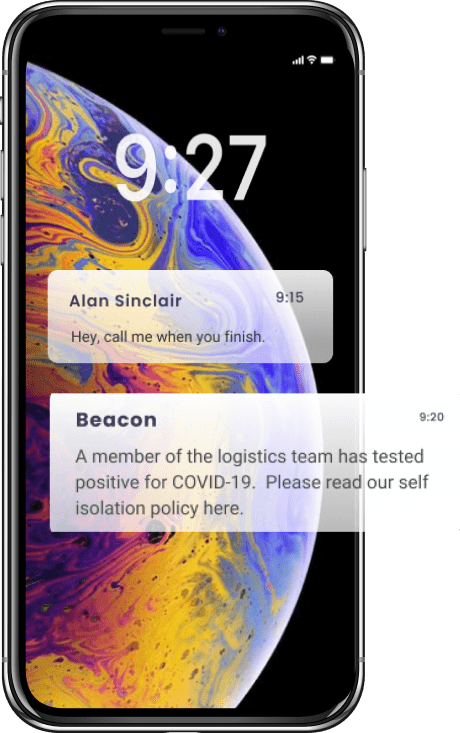 9:27
Alan Sinclair 9:15
Hey, call me when you finish.
Beacon 9:20
A member of the logistics team has tested
positive for COVID-19. Please read our self
isolation policy here.